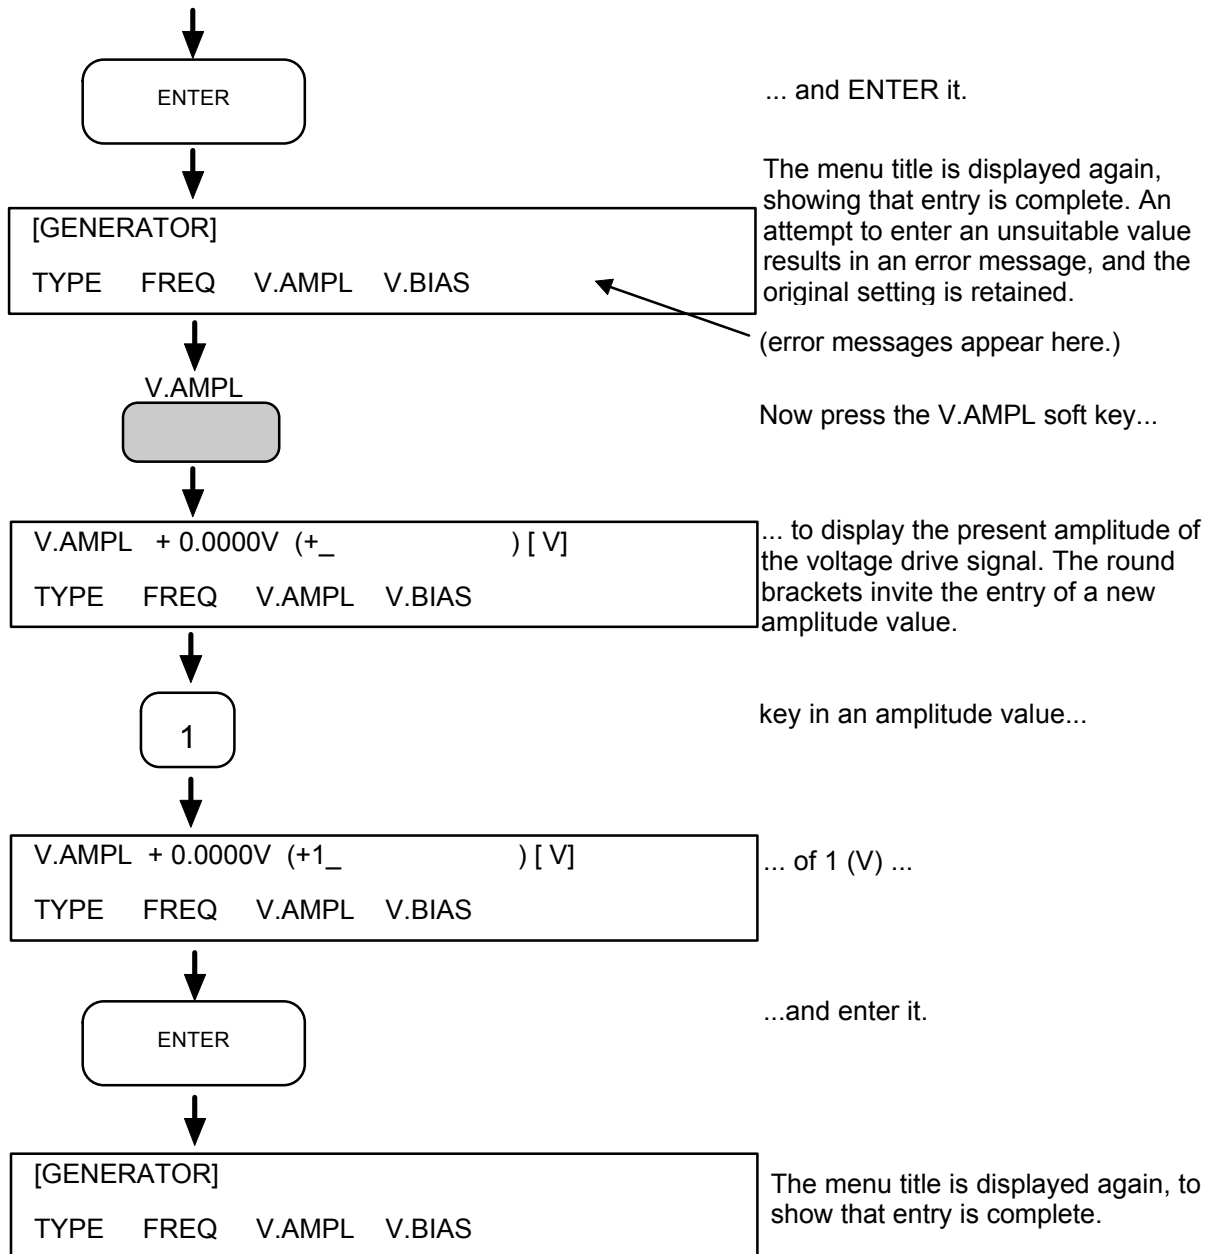 ENTER
... and ENTER it.
The menu title is displayed again,
showing that entry is complete. An
attempt to enter an unsuitable value
results in an error message, and the
original setting is retained.
[GENERATOR]
TYPE FREQ V.AMPL V.BIAS
(error messages appear here.)
V.AMPL
Now press the V.AMPL soft key...
V.AMPL + 0.0000V (+_ ) [ V]
TYPE FREQ V.AMPL V.BIAS
... to display the present amplitude of
the voltage drive signal. The round
brackets invite the entry of a new
amplitude value.
1
key in an amplitude value...
V.AMPL + 0.0000V (+1_ ) [ V]
TYPE FREQ V.AMPL V.BIAS
... of 1 (V) ...
ENTER
...and enter it.
[GENERATOR]
TYPE FREQ V.AMPL V.BIAS
The menu title is displayed again, to
show that entry is complete.